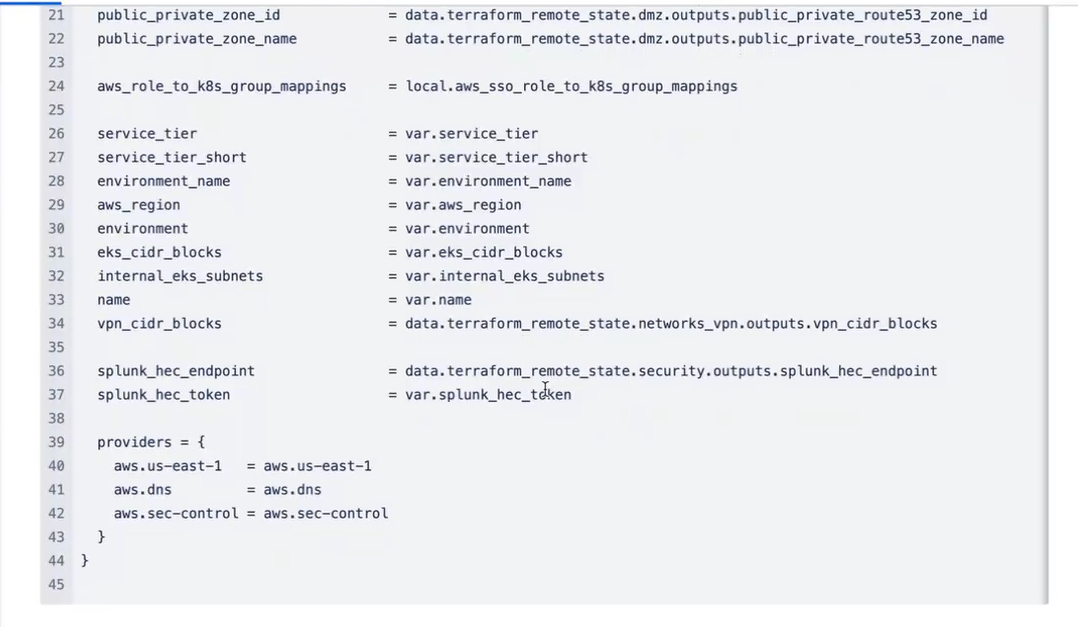 21 public_private_zone_id = data.terraform_remote_state.dmz.outputs.public_private_route53_zone_id
22 public_private_zone_name = data.terraform_remote_state.dmz.outputs.public_private_route53_zone_name
23
24 aws_role_to_k8s_group_mappings = local.aws_sso_role_to_k8s_group_mappings
25
26 service_tier = var.service_tier
27 service_tier_short = var.service_tier_short
28 environment_name = var.environment_name
29 aws_region = var.aws_region
30 environment = var.environment
31 eks_cidr_blocks = var.eks_cidr_blocks
32 internal_eks_subnets = var.internal_eks_subnets
33 name = var.name
34 vpn_cidr_blocks = data.terraform_remote_state.networks_vpn.outputs.vpn_cidr_blocks
35
36 splunk_hec_endpoint = data.terraform_remote_state.security.outputs.splunk_hec_endpoint
37 splunk_hec_token = var.splunk_hec_token
38
39 providers = {
40 aws.us-east-1 = aws.us-east-1
41 aws.dns = aws.dns
42 aws.sec-control = aws.sec-control
43 }
44 }
45